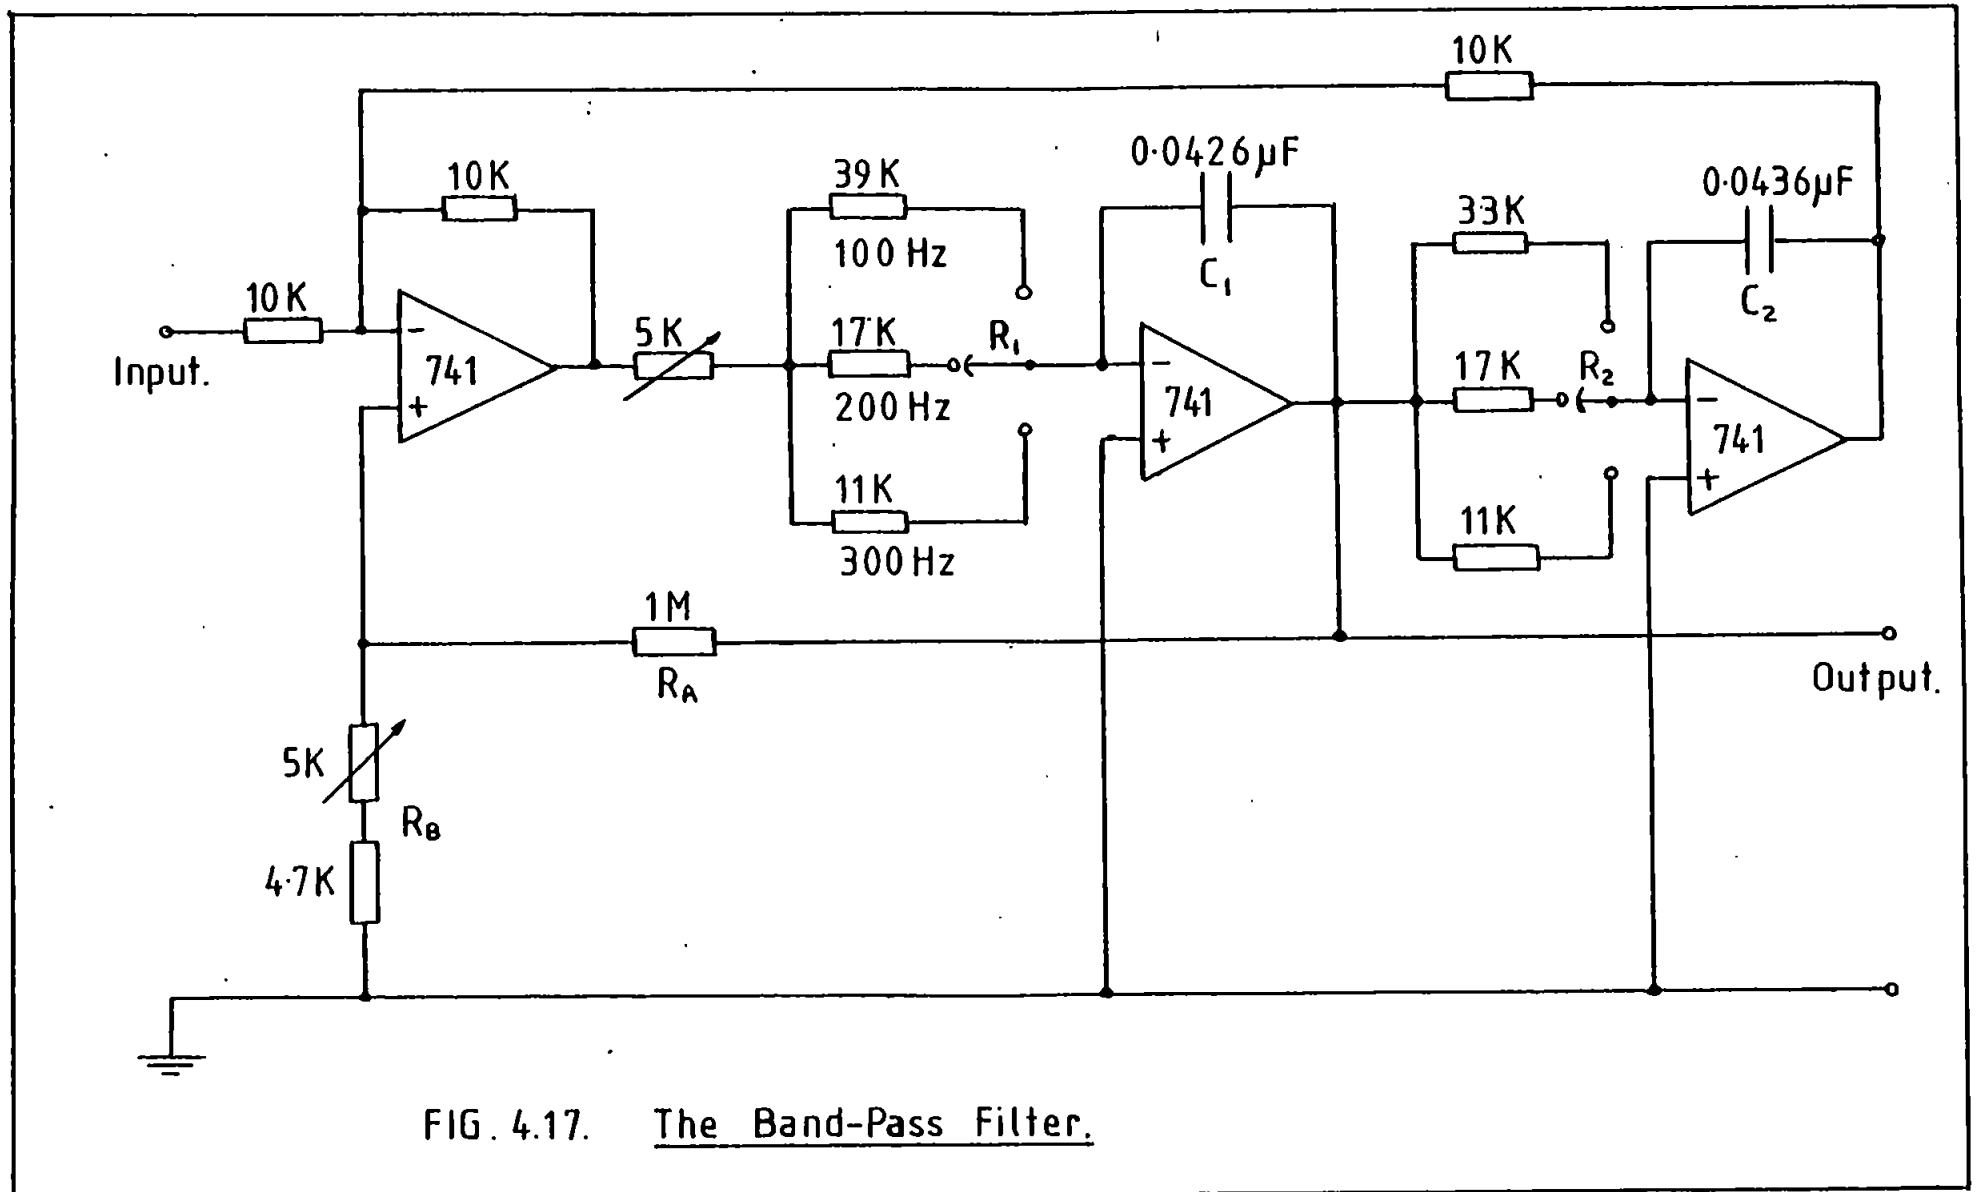 10K
0.0426µF
10K
39K
0.0436µF
33K
100 Hz
C₁
10K
C₂
5K
17K
R₁
Input.
741
-
+
200 Hz
741
-
+
17K
R₂
741
-
+
11K
300 Hz
11K
1M
R_A
Output.
5K
R_B
4.7K
FIG. 4.17. The Band-Pass Filter.